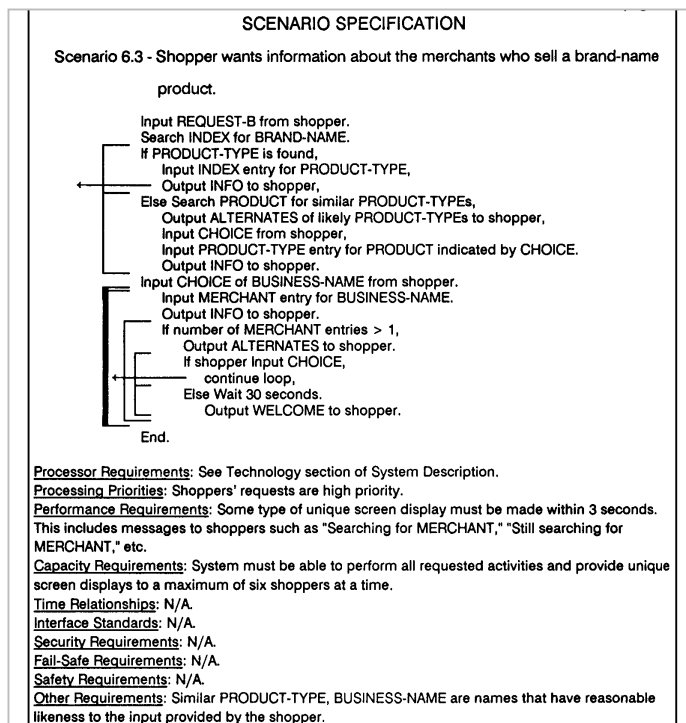 SCENARIO SPECIFICATION
Scenario 6.3 - Shopper wants information about the merchants who sell a brand-name
product.
Input REQUEST-B from shopper.
Search INDEX for BRAND-NAME.
If PRODUCT-TYPE is found,
Input INDEX entry for PRODUCT-TYPE,
Output INFO to shopper,
Else Search PRODUCT for similar PRODUCT-TYPEs,
Output ALTERNATES of likely PRODUCT-TYPEs to shopper,
Input CHOICE from shopper,
Input PRODUCT-TYPE entry for PRODUCT indicated by CHOICE.
Output INFO to shopper.
Input CHOICE of BUSINESS-NAME from shopper.
Input MERCHANT entry for BUSINESS-NAME.
Output INFO to shopper.
If number of MERCHANT entries > 1,
Output ALTERNATES to shopper.
If shopper Input CHOICE,
continue loop,
Else Wait 30 seconds.
Output WELCOME to shopper.
End.
Processor Requirements: See Technology section of System Description.
Processing Priorities: Shoppers' requests are high priority.
Performance Requirements: Some type of unique screen display must be made within 3 seconds.
This includes messages to shoppers such as "Searching for MERCHANT," "Still searching for
MERCHANT," etc.
Capacity Requirements: System must be able to perform all requested activities and provide unique
screen displays to a maximum of six shoppers at a time.
Time Relationships: N/A.
Interface Standards: N/A.
Security Requirements: N/A.
Fail-Safe Requirements: N/A.
Safety Requirements: N/A.
Other Requirements: Similar PRODUCT-TYPE, BUSINESS-NAME are names that have reasonable
likeness to the input provided by the shopper.